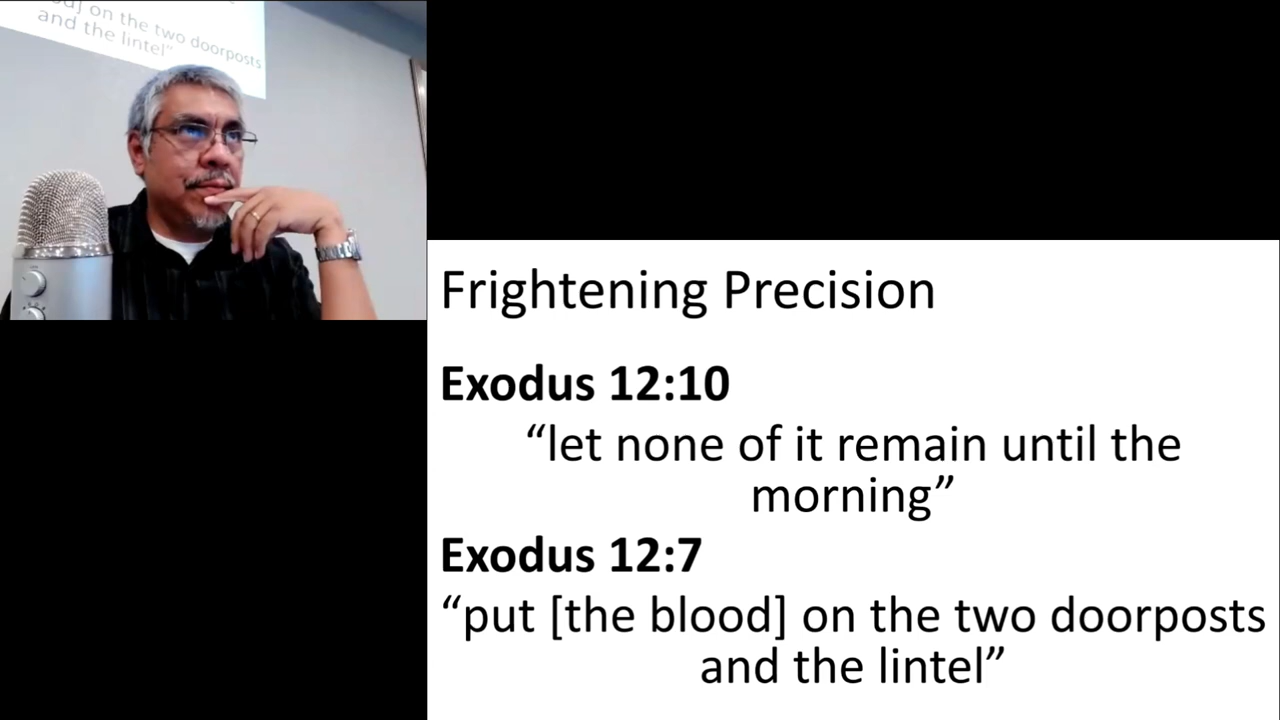 on the two doorposts
and the lintel”
Frightening Precision
Exodus 12:10
“let none of it remain until the
morning”
Exodus 12:7
“put [the blood] on the two doorposts
and the lintel”